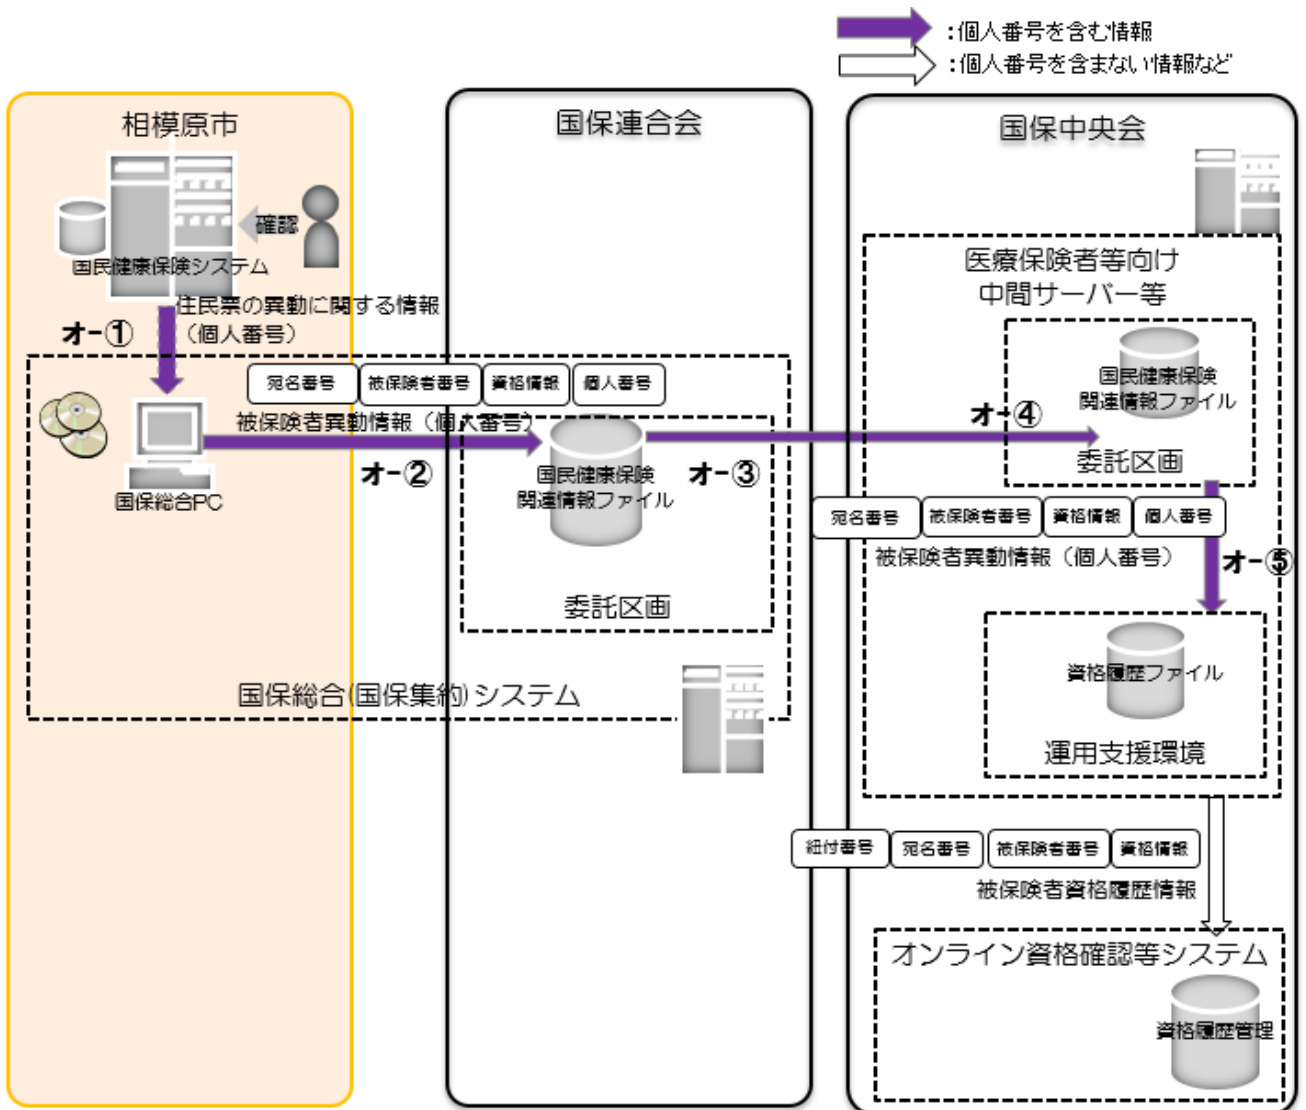 ：個人番号を含む情報
：個人番号を含まない情報など
相模原市
国保連合会
国保中央会
確認
国民健康保険システム
住民票の異動に関する情報
（個人番号）
オー①
宛名番号
被保険者番号
資格情報
個人番号
被保険者異動情報（個人番号）
オー②
国保総合PC
国民健康保険
関連情報ファイル
オー③
委託区画
国保総合(国保集約)システム
医療保険者等向け
中間サーバー等
国民健康保険
関連情報ファイル
オー④
委託区画
宛名番号
被保険者番号
資格情報
個人番号
被保険者異動情報（個人番号）
オー⑤
資格履歴ファイル
運用支援環境
紐付番号
宛名番号
被保険者番号
資格情報
被保険者資格履歴情報
オンライン資格確認等システム
資格履歴管理